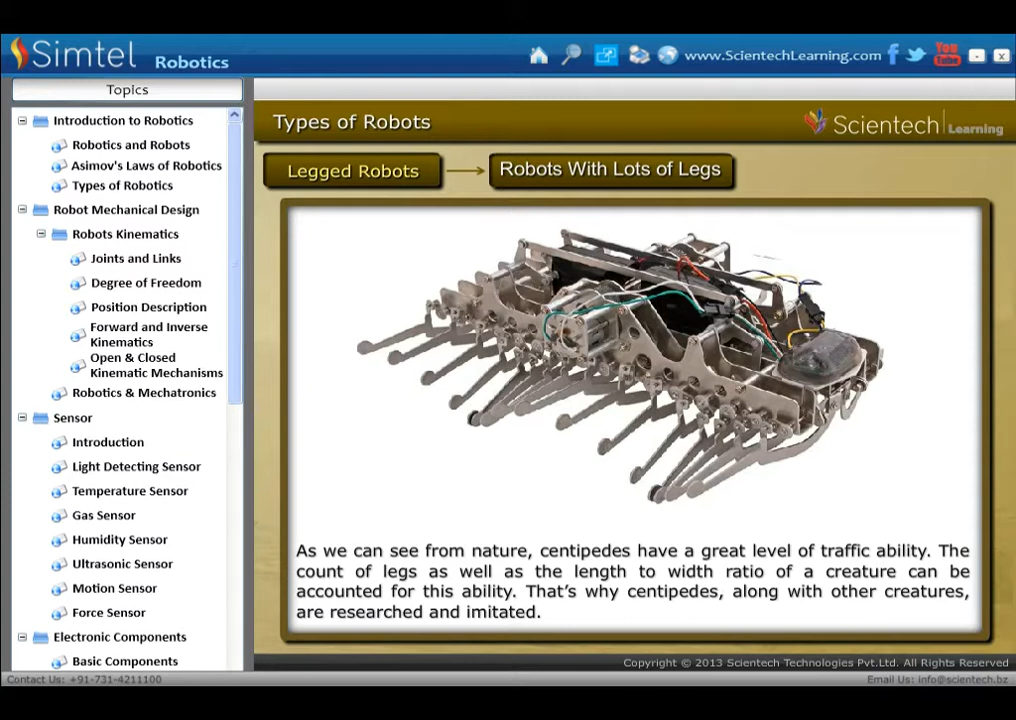 Simtel Robotics
www.ScientechLearning.com
You
Tube
Topics
Introduction to Robotics
Robotics and Robots
Asimov's Laws of Robotics
Types of Robotics
Robot Mechanical Design
Robots Kinematics
Joints and Links
Degree of Freedom
Position Description
Forward and Inverse
Kinematics
Open & Closed
Kinematic Mechanisms
Robotics & Mechatronics
Sensor
Introduction
Light Detecting Sensor
Temperature Sensor
Gas Sensor
Humidity Sensor
Ultrasonic Sensor
Motion Sensor
Force Sensor
Electronic Components
Basic Components
Types of Robots
Scientech Learning
Legged Robots
Robots With Lots of Legs
As we can see from nature, centipedes have a great level of traffic ability. The
count of legs as well as the length to width ratio of a creature can be
accounted for this ability. That's why centipedes, along with other creatures,
are researched and imitated.
Copyright © 2013 Scientech Technologies Pvt.Ltd. All Rights Reserved
Contact Us: +91-731-4211100
Email Us: info@scientech.bz